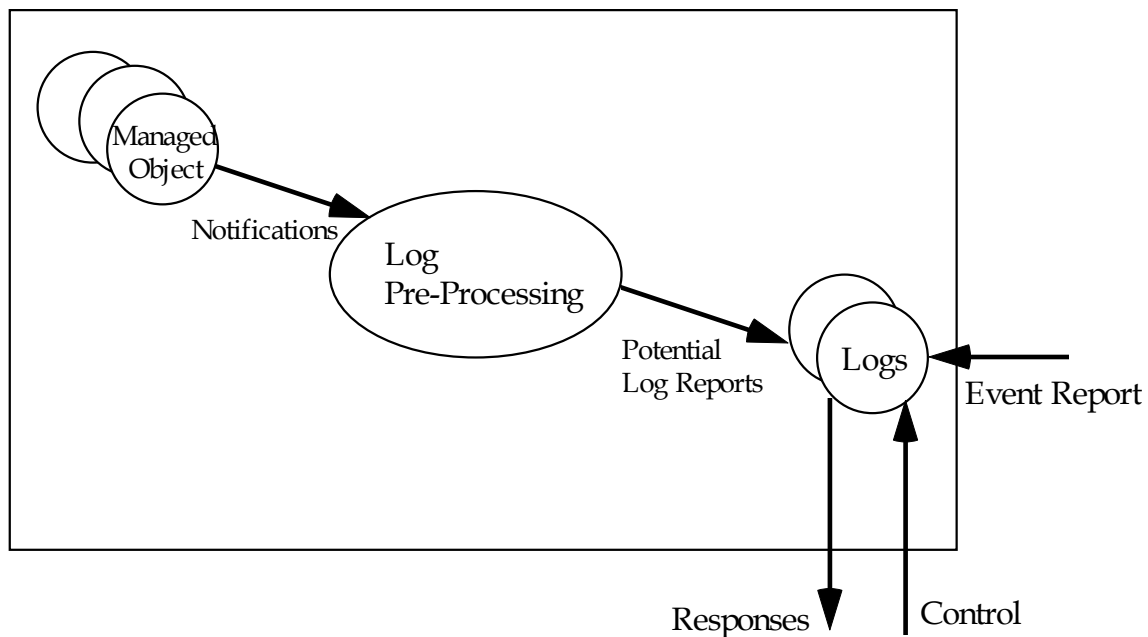 Managed
Object
Notifications
Log
Pre-Processing
Potential
Log Reports
Logs
Event Report
Responses
Control